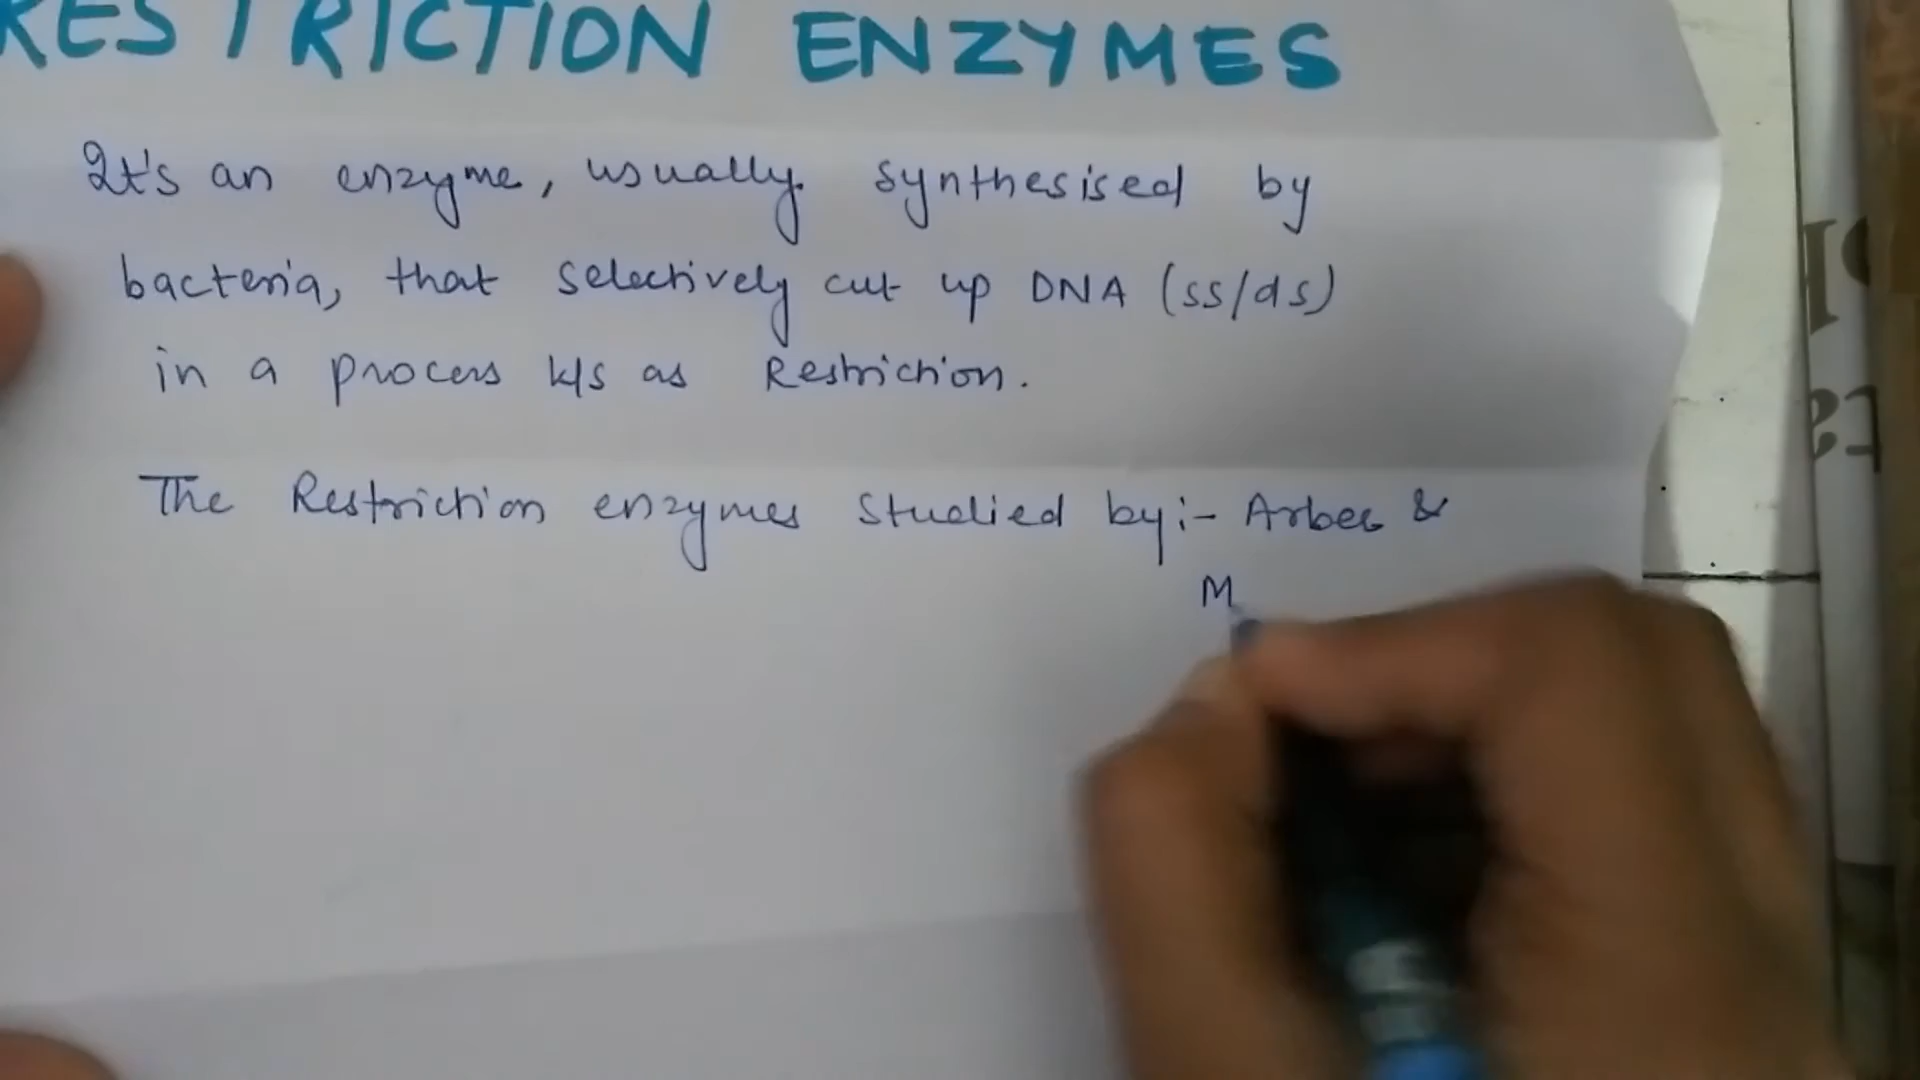 RESTRICTION ENZYMES
It's an enzyme, usually synthesised by
bacteria, that selectively cut up DNA (ss/ds)
in a process k/s as Restriction.
The Restriction enzymes studied by:- Arber &
M